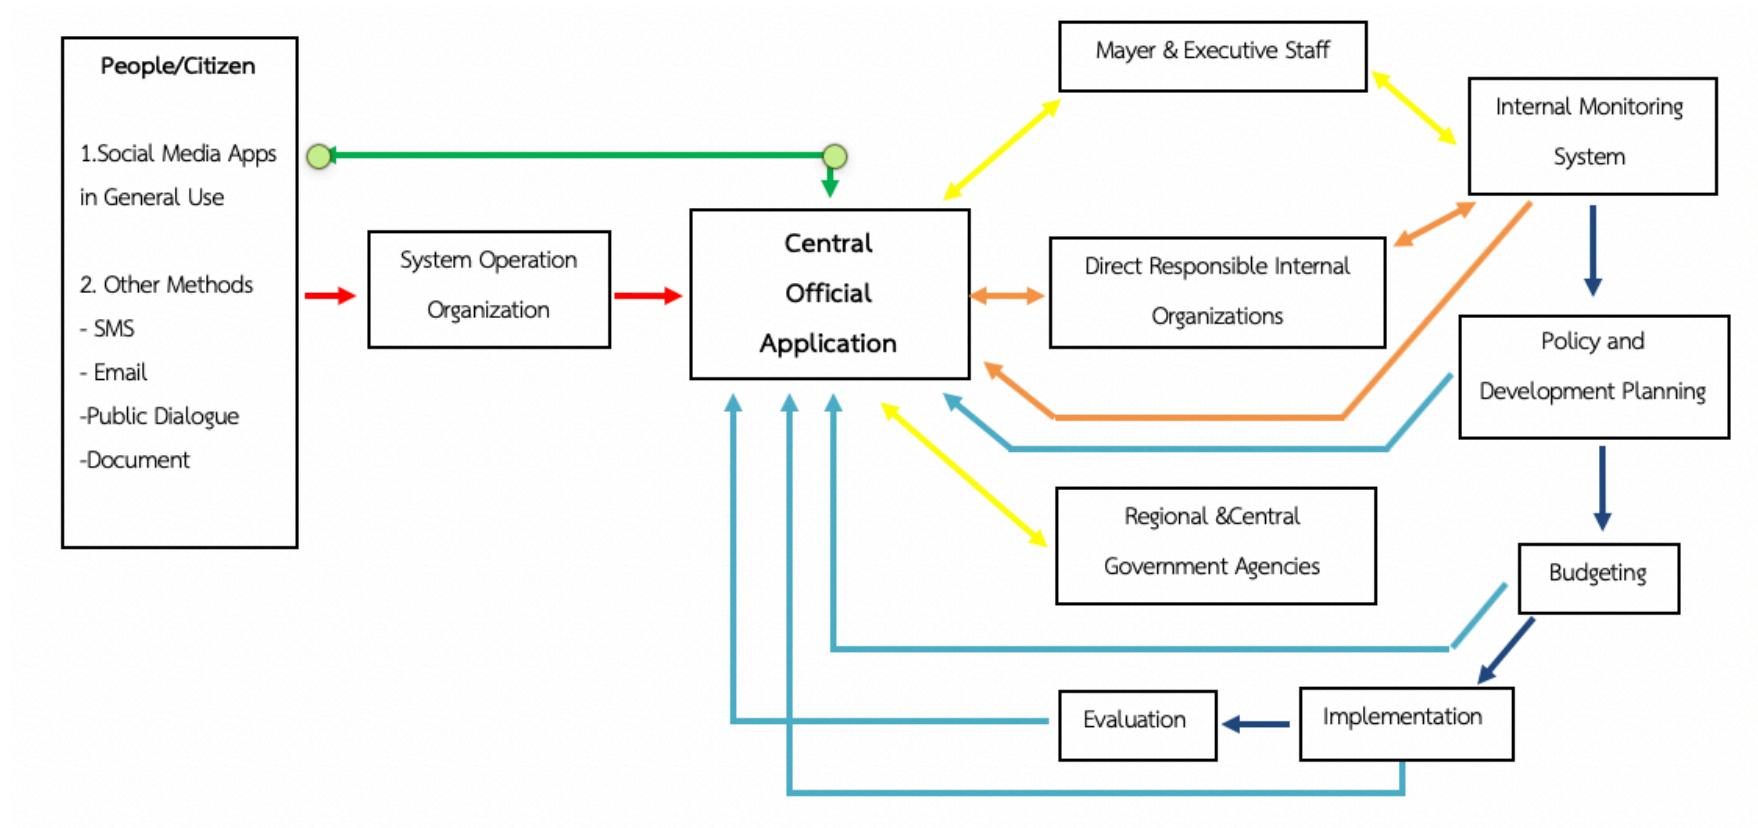 People/Citizen
1.Social Media Apps
in General Use
2. Other Methods
- SMS
- Email
-Public Dialogue
-Document
System Operation
Organization
Central
Official
Application
Mayer & Executive Staff
Internal Monitoring
System
Direct Responsible Internal
Organizations
Policy and
Development Planning
Regional &Central
Government Agencies
Budgeting
Implementation
Evaluation